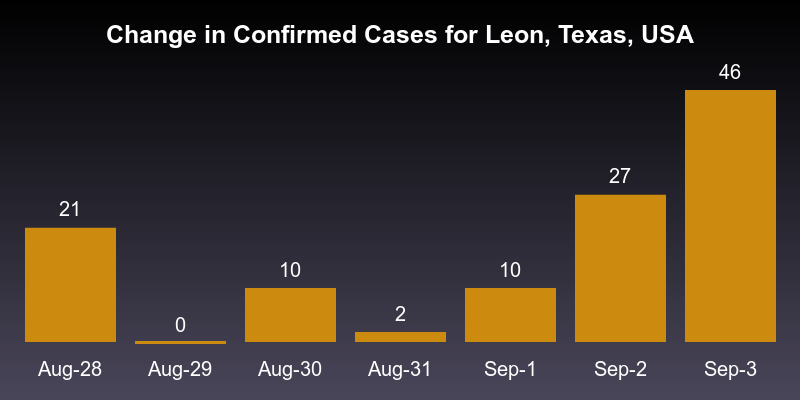 Change in Confirmed Cases for Leon, Texas, USA
21
0
10
2
10
27
46
Aug-28
Aug-29
Aug-30
Aug-31
Sep-1
Sep-2
Sep-3